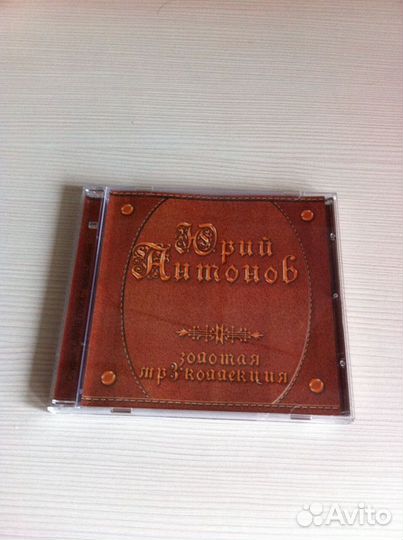 Юрий
Антонов
золотая
mp3 коллекция
Avito